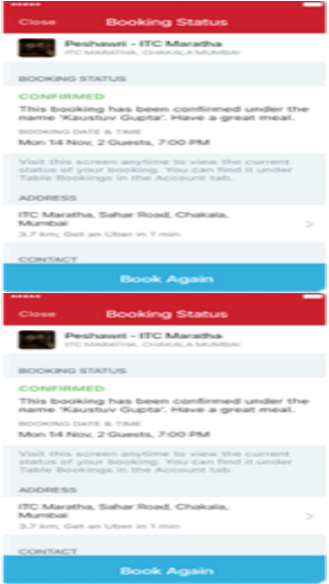 Close Booking Status
Peshawri - ITC Maratha
ITC MARATHA, CHAKALA MUMBAI
BOOKING STATUS
CONFIRMED
This booking has been confirmed under the
name 'Kaustuv Gupta'. Have a great meal.
BOOKING DATE & TIME
Mon 14 Nov, 2 Guests, 7:00 PM
Visit this screen anytime to view the current
status of your booking. You can find it under
Table Bookings in the Account tab.
ADDRESS
ITC Maratha, Sahar Road, Chakala,
Mumbai
3.7 km; Get an Uber in 1 min
CONTACT
Book Again
Close Booking Status
Peshawri - ITC Maratha
ITC MARATHA, CHAKALA MUMBAI
BOOKING STATUS
CONFIRMED
This booking has been confirmed under the
name 'Kaustuv Gupta'. Have a great meal.
BOOKING DATE & TIME
Mon 14 Nov, 2 Guests, 7:00 PM
Visit this screen anytime to view the current
status of your booking. You can find it under
Table Bookings in the Account tab.
ADDRESS
ITC Maratha, Sahar Road, Chakala,
Mumbai
3.7 km; Get an Uber in 1 min
CONTACT
Book Again